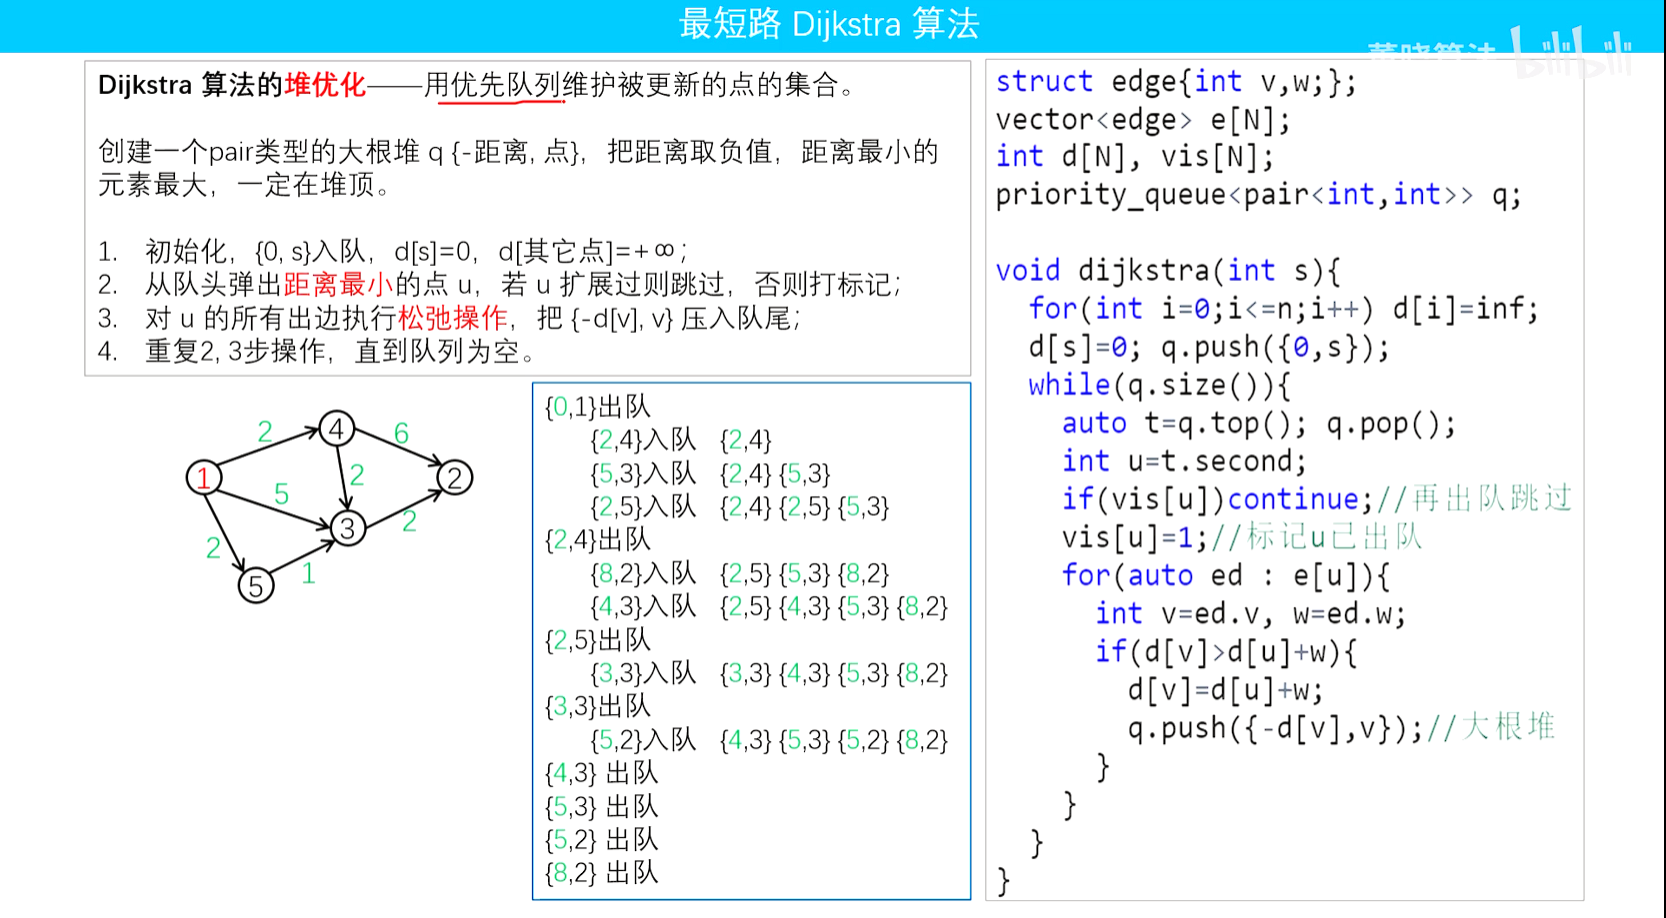 最短路 Dijkstra 算法
董晓算法 bilibili
Dijkstra 算法的堆优化——用优先队列维护被更新的点的集合。
创建一个pair类型的大根堆 q {-距离, 点}，把距离取负值，距离最小的
元素最大，一定在堆顶。
1. 初始化，{0, s}入队，d[s]=0，d[其它点]=+∞；
2. 从队头弹出距离最小的点 u，若 u 扩展过则跳过，否则打标记；
3. 对 u 的所有出边执行松弛操作，把 {-d[v], v} 压入队尾；
4. 重复2, 3步操作，直到队列为空。
2
4
6
1
5
2
2
3
2
2
5
1
{0,1}出队
{2,4}入队 {2,4}
{5,3}入队 {2,4} {5,3}
{2,5}入队 {2,4} {2,5} {5,3}
{2,4}出队
{8,2}入队 {2,5} {5,3} {8,2}
{4,3}入队 {2,5} {4,3} {5,3} {8,2}
{2,5}出队
{3,3}入队 {3,3} {4,3} {5,3} {8,2}
{3,3}出队
{5,2}入队 {4,3} {5,3} {5,2} {8,2}
{4,3} 出队
{5,3} 出队
{5,2} 出队
{8,2} 出队
struct edge{int v,w;};
vector<edge> e[N];
int d[N], vis[N];
priority_queue<pair<int,int>> q;
void dijkstra(int s){
for(int i=0;i<=n;i++) d[i]=inf;
d[s]=0; q.push({0,s});
while(q.size()){
auto t=q.top(); q.pop();
int u=t.second;
if(vis[u])continue;//再出队跳过
vis[u]=1;//标记u已出队
for(auto ed : e[u]){
int v=ed.v, w=ed.w;
if(d[v]>d[u]+w){
d[v]=d[u]+w;
q.push({-d[v],v});//大根堆
}
}
}
}